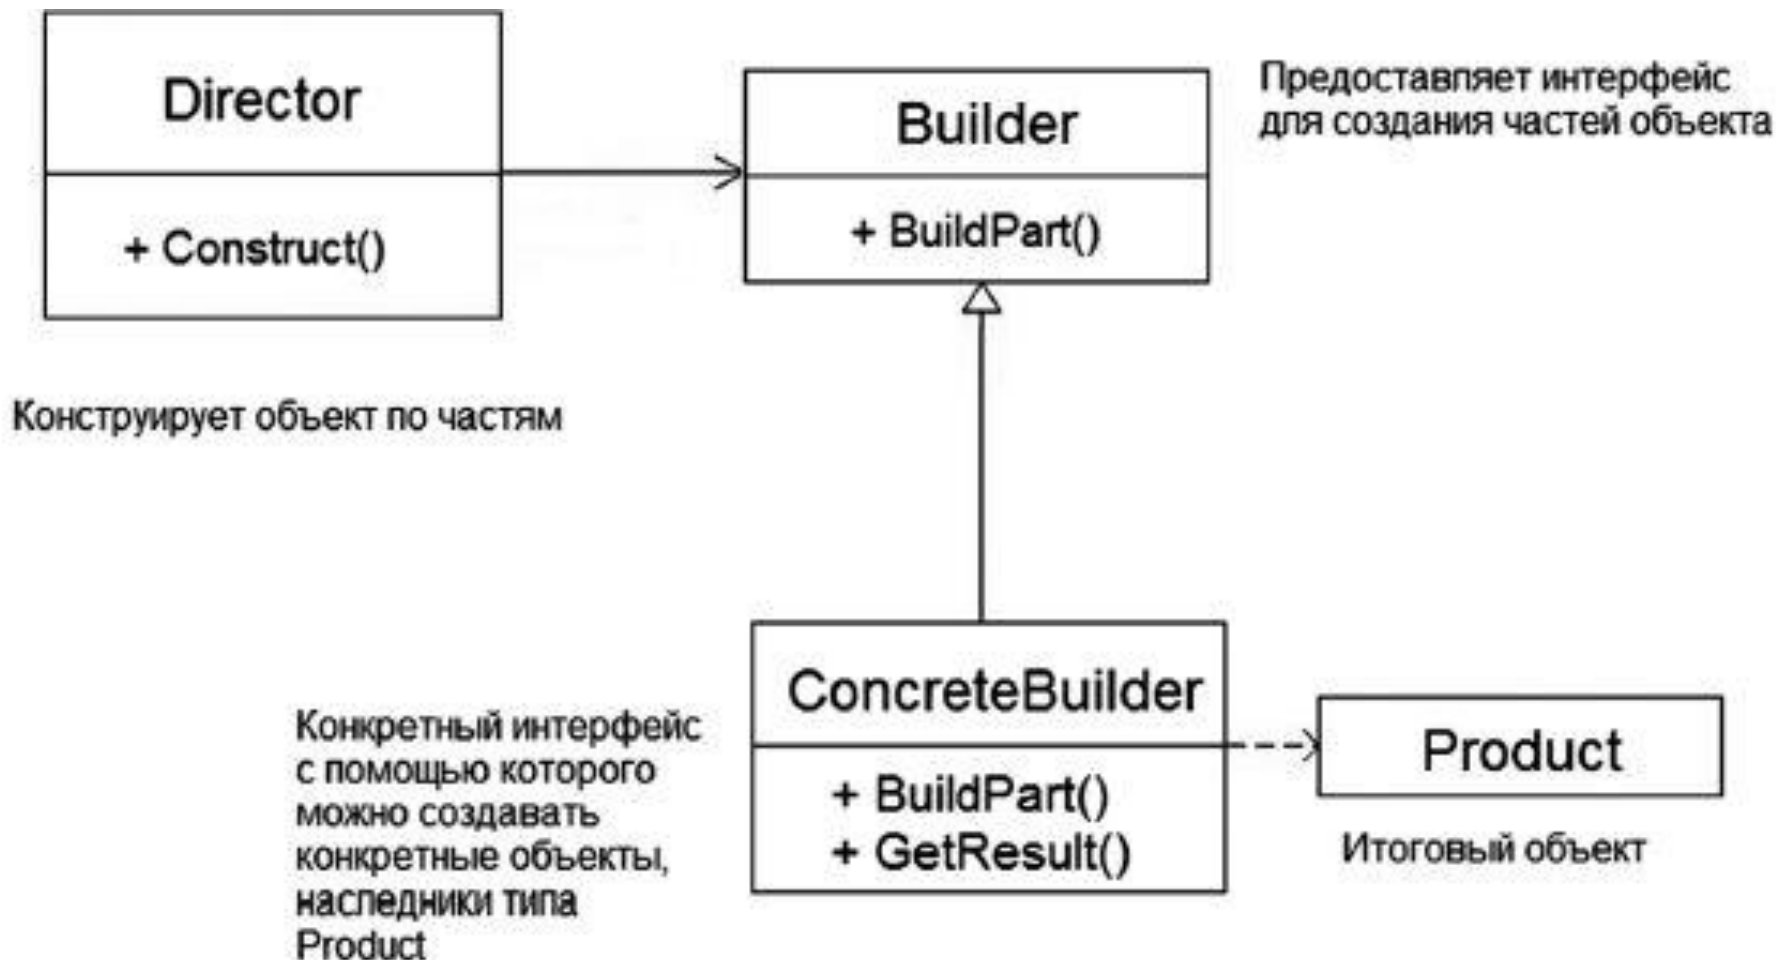 Director
+ Construct()
Конструирует объект по частям
Builder
+ BuildPart()
Предоставляет интерфейс
для создания частей объекта
ConcreteBuilder
+ BuildPart()
+ GetResult()
Конкретный интерфейс
с помощью которого
можно создавать
конкретные объекты,
наследники типа
Product
Product
Итоговый объект